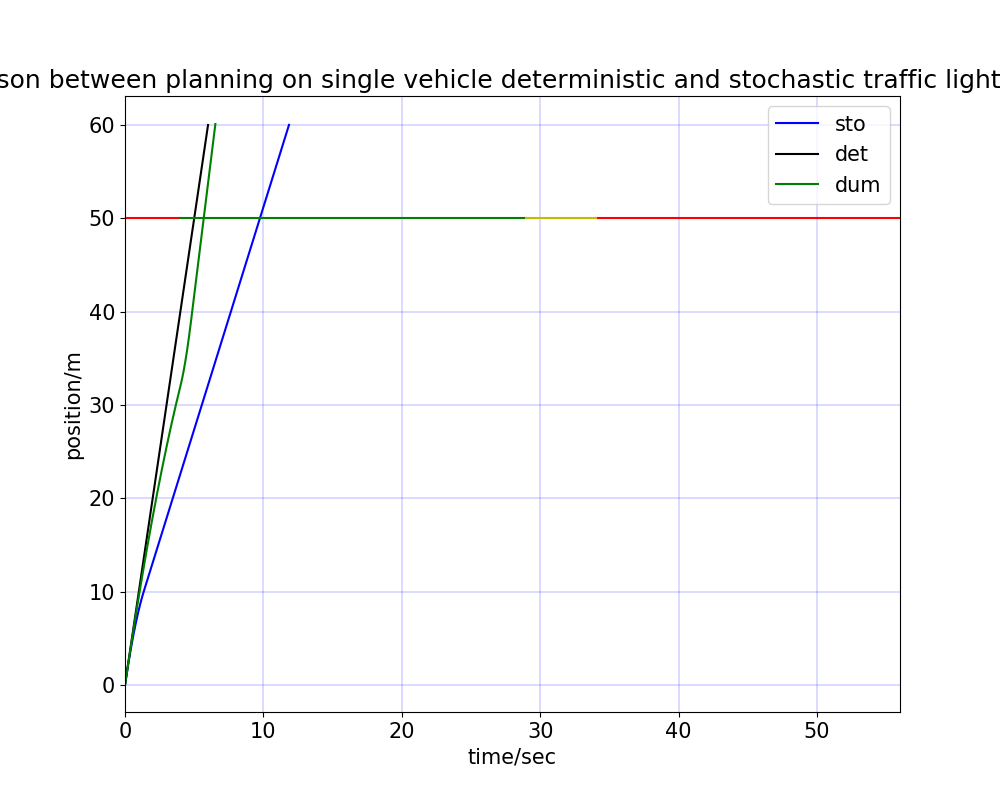 son between planning on single vehicle deterministic and stochastic traffic light
sto
det
dum
60
50
40
30
20
10
0
position/m
0 10 20 30 40 50
time/sec